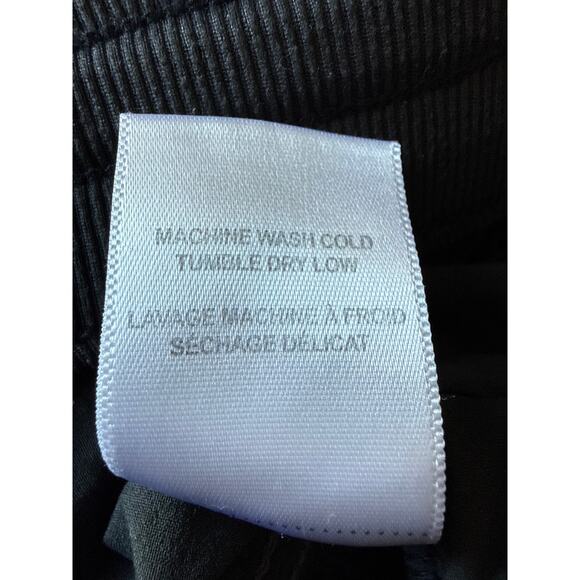 MACHINE WASH COLD
TUMBLE DRY LOW
LAVAGE MACHINE À FROID
SÉCHAGE DÉLICAT